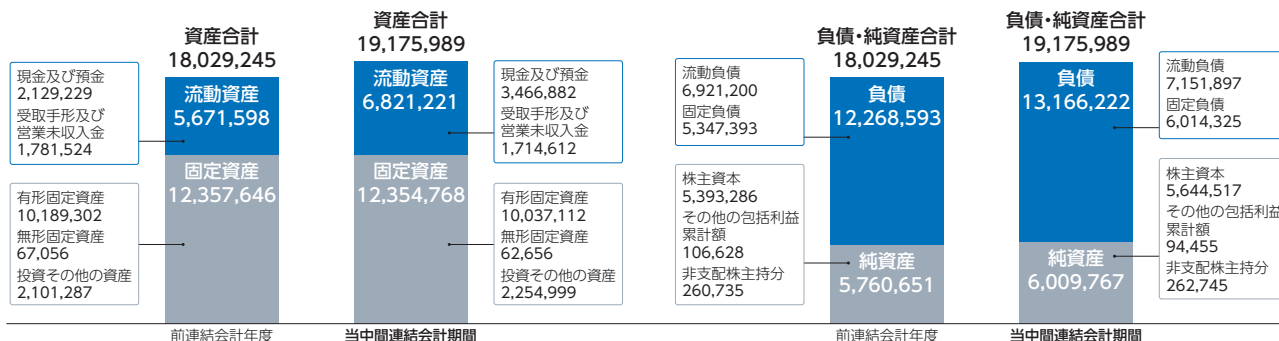 資産合計
18,029,245
現金及び預金
2,129,229
受取手形及び
営業未収入金
1,781,524
流動資産
5,671,598
固定資産
12,357,646
有形固定資産
10,189,302
無形固定資産
67,056
投資その他の資産
2,101,287
前連結会計年度
資産合計
19,175,989
流動資産
6,821,221
現金及び預金
3,466,882
受取手形及び
営業未収入金
1,714,612
固定資産
12,354,768
有形固定資産
10,037,112
無形固定資産
62,656
投資その他の資産
2,254,999
当中間連結会計期間
負債・純資産合計
18,029,245
流動負債
6,921,200
固定負債
5,347,393
負債
12,268,593
株主資本
5,393,286
その他の包括利益
累計額
106,628
非支配株主持分
260,735
純資産
5,760,651
前連結会計年度
負債・純資産合計
19,175,989
負債
13,166,222
流動負債
7,151,897
固定負債
6,014,325
純資産
6,009,767
株主資本
5,644,517
その他の包括利益
累計額
94,455
非支配株主持分
262,745
当中間連結会計期間